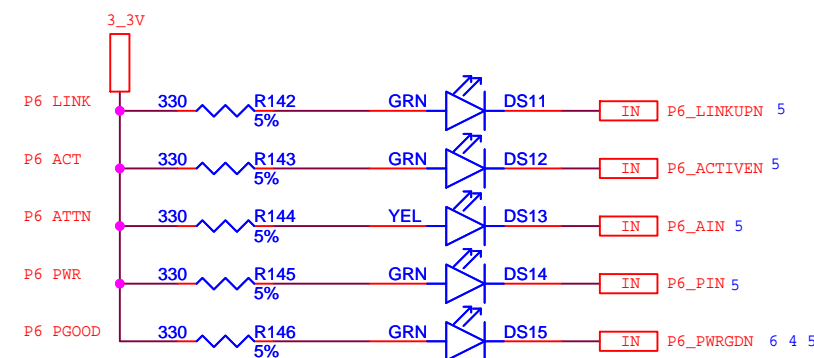 3_3V
P6 LINK 330 R142 5% GRN DS11 IN P6_LINKUPN 5
P6 ACT 330 R143 5% GRN DS12 IN P6_ACTIVEN 5
P6 ATTN 330 R144 5% YEL DS13 IN P6_AIN 5
P6 PWR 330 R145 5% GRN DS14 IN P6_PIN 5
P6 PGOOD 330 R146 5% GRN DS15 IN P6_PWRGDN 6 4 5